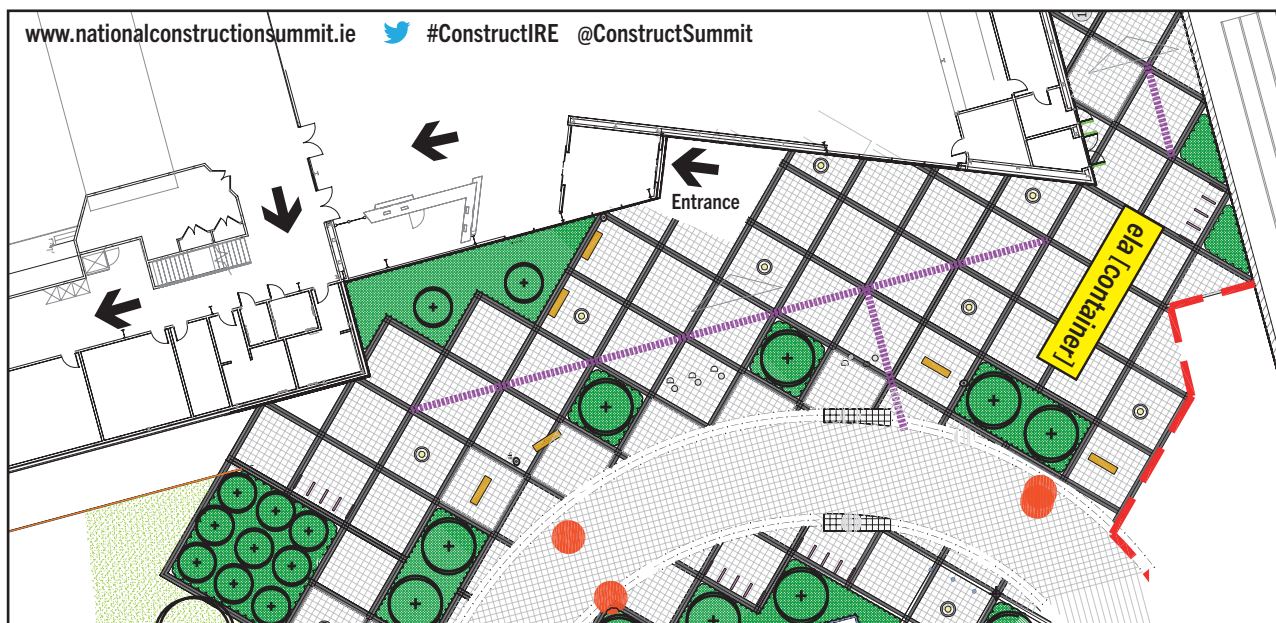 www.nationalconstructionsummit.ie #ConstructIRE @ConstructSummit
Entrance
ela [container]